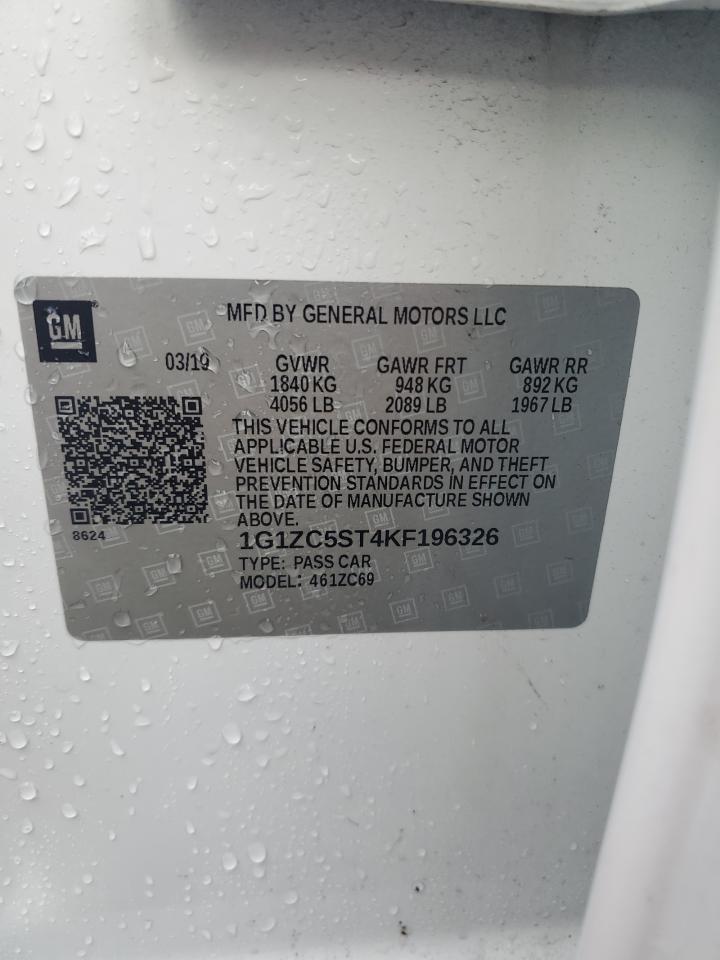 GM
MFD BY GENERAL MOTORS LLC
03/19 GVWR GAWR FRT GAWR RR
1840 KG 948 KG 892 KG
4056 LB 2089 LB 1967 LB
THIS VEHICLE CONFORMS TO ALL
APPLICABLE U.S. FEDERAL MOTOR
VEHICLE SAFETY, BUMPER, AND THEFT
PREVENTION STANDARDS IN EFFECT ON
THE DATE OF MANUFACTURE SHOWN
ABOVE.
8624
1G1ZC5ST4KF196326
TYPE: PASS CAR
MODEL: 461ZC69